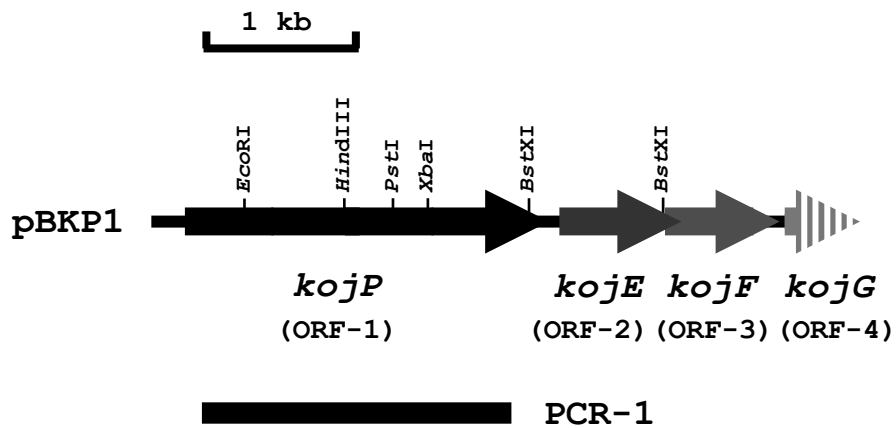 1 kb
EcoRI HindIII PstI XbaI BstXI BstXI
pBKP1
kojP kojE kojF kojG
(ORF-1) (ORF-2) (ORF-3) (ORF-4)
PCR-1